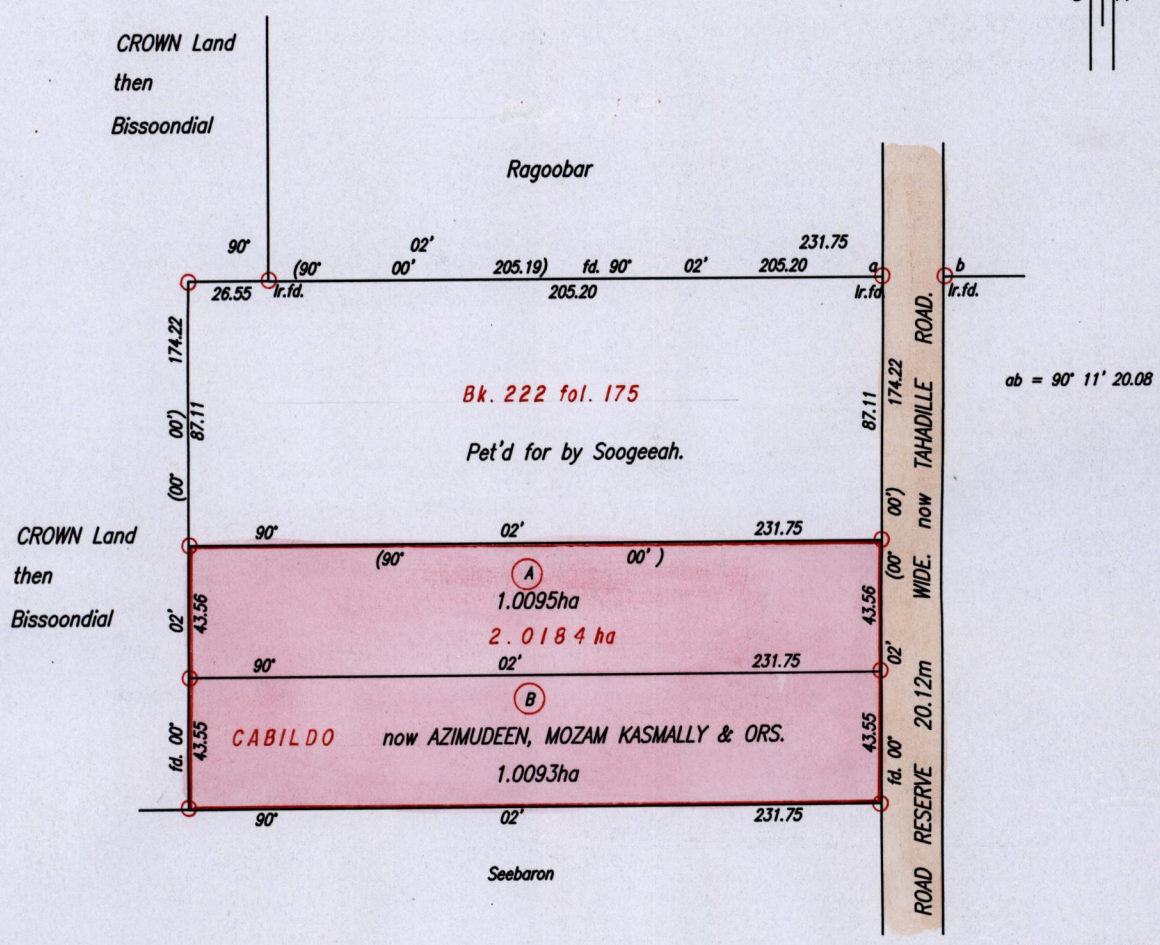 CROWN Land
then
Bissoondial
Ragoobar
90° 02' 231.75
(90° 00' 205.19) fd. 90° 02' 205.20
a
b
26.55
Ir.fd.
205.20
Ir.fd.
Ir.fd.
174.22
87.11
(00° 00')
Bk. 222 fol. 175
Pet'd for by Soogeeah.
87.11
174.22
(00° 00')
ab = 90° 11' 20.08
ROAD RESERVE 20.12m WIDE. now TAHADILLE ROAD.
CROWN Land
then
Bissoondial
90° 02' 231.75
(90° 00' )
A
1.0095ha
2.0184ha
43.56
43.56
90° 02' 231.75
B
CABILDO now AZIMUDEEN, MOZAM KASMALLY & ORS.
1.0093ha
43.55
43.55
fd. 00° 02'
fd. 00° 02'
90° 02' 231.75
Seebaron